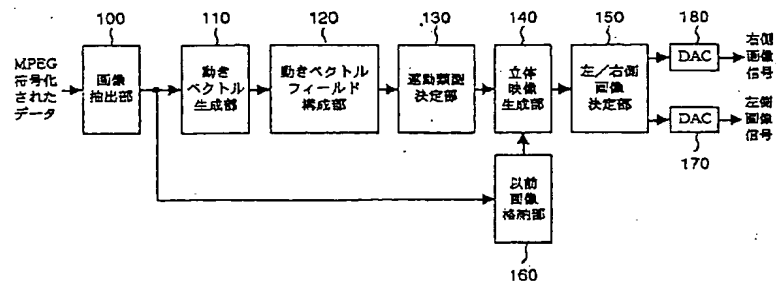 100
110
120
130
140
150
180
MPEG
符号化
された
データ
画像
抽出部
動き
ベクトル
生成部
動きベクトル
フィールド
構成部
運動類型
決定部
立体
映像
生成部
左/右側
画像
決定部
DAC
右側
画像
信号
DAC
左側
画像
信号
170
以前
画像
格納部
160